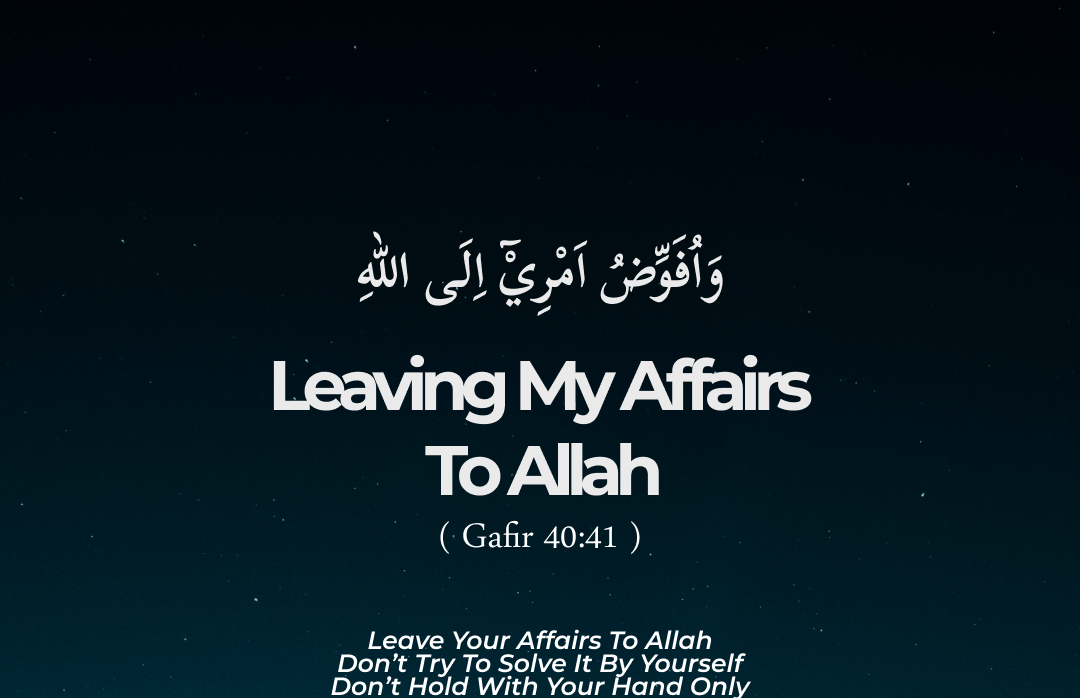 وَاُفَوِّضُ اَمْرِيْٓ اِلَى اللّٰهِ
Leaving My Affairs
To Allah
( Gafir 40:41 )
Leave Your Affairs To Allah
Don’t Try To Solve It By Yourself
Don’t Hold With Your Hand Only